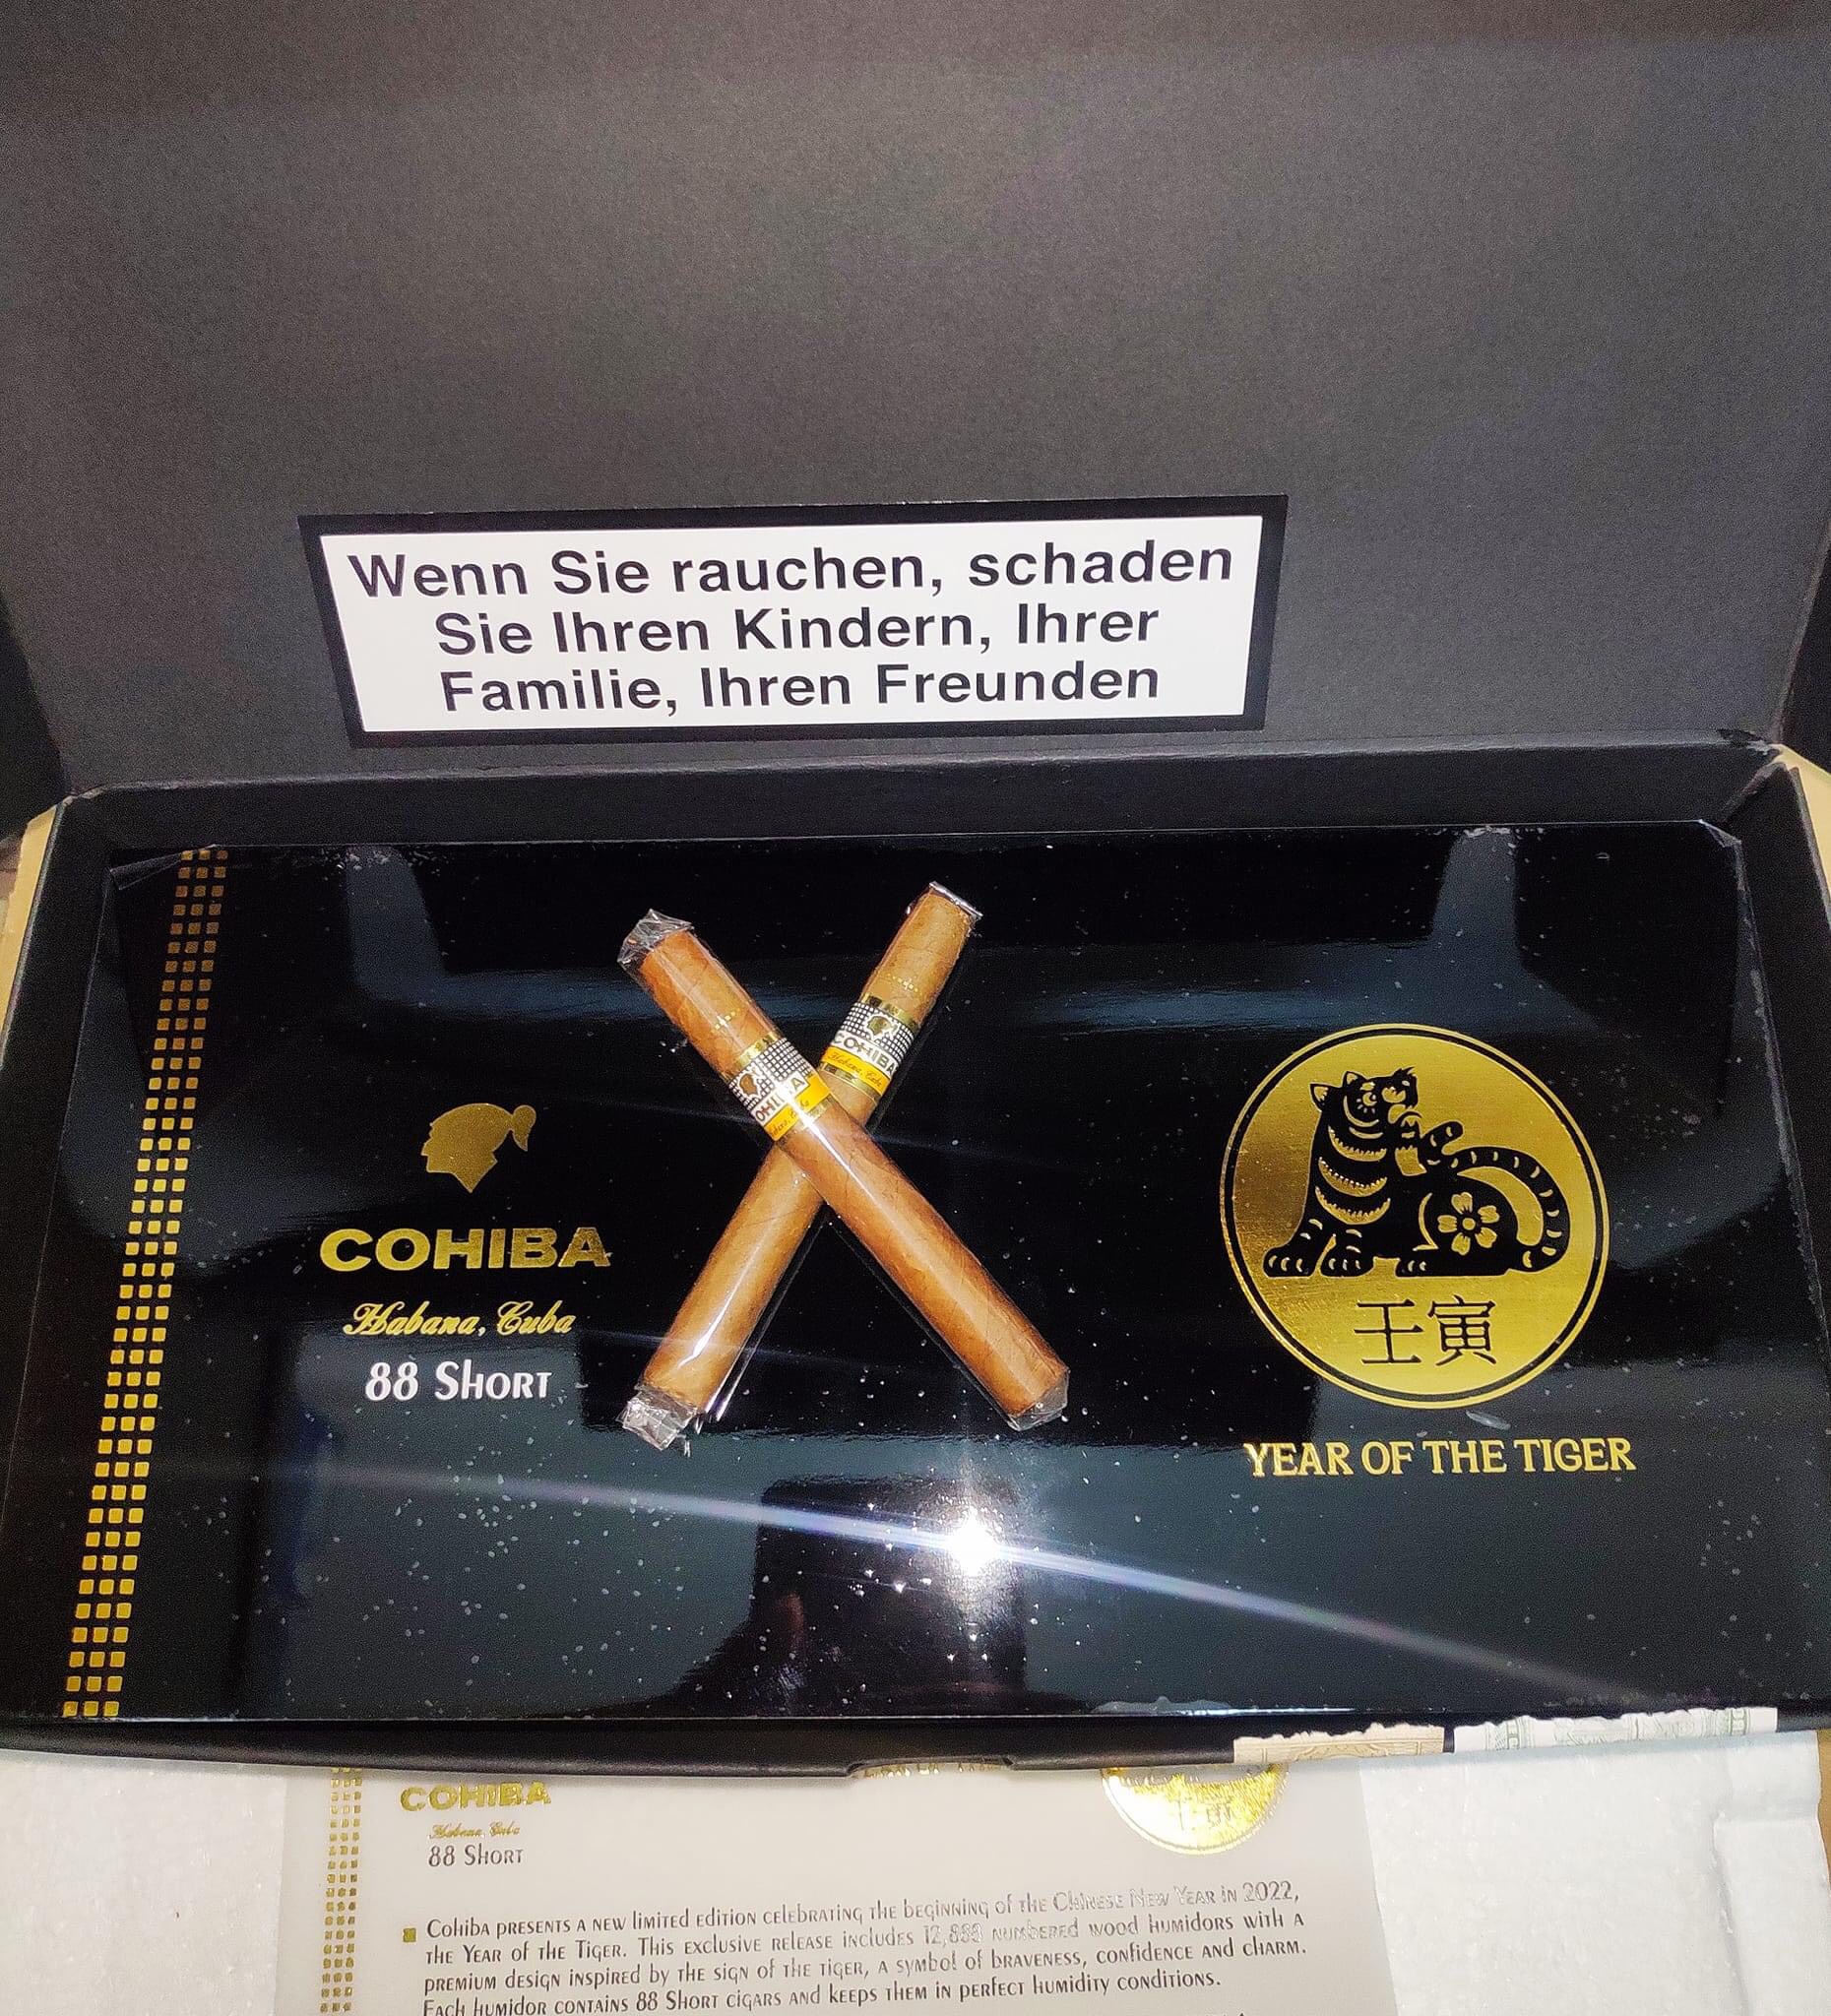 Wenn Sie rauchen, schaden
Sie Ihren Kindern, Ihrer
Familie, Ihren Freunden
COHIBA
Habana, Cuba
COHIBA
Habana, Cuba
88 SHORT
壬寅
YEAR OF THE TIGER
COHIBA
Habana, Cuba
88 SHORT
Cohiba presents a new limited edition celebrating the beginning of the Chinese New Year in 2022,
the Year of the Tiger. This exclusive release includes 12,888 numbered wood humidors with a
premium design inspired by the sign of the tiger, a symbol of braveness, confidence and charm.
Each humidor contains 88 Short cigars and keeps them in perfect humidity conditions.